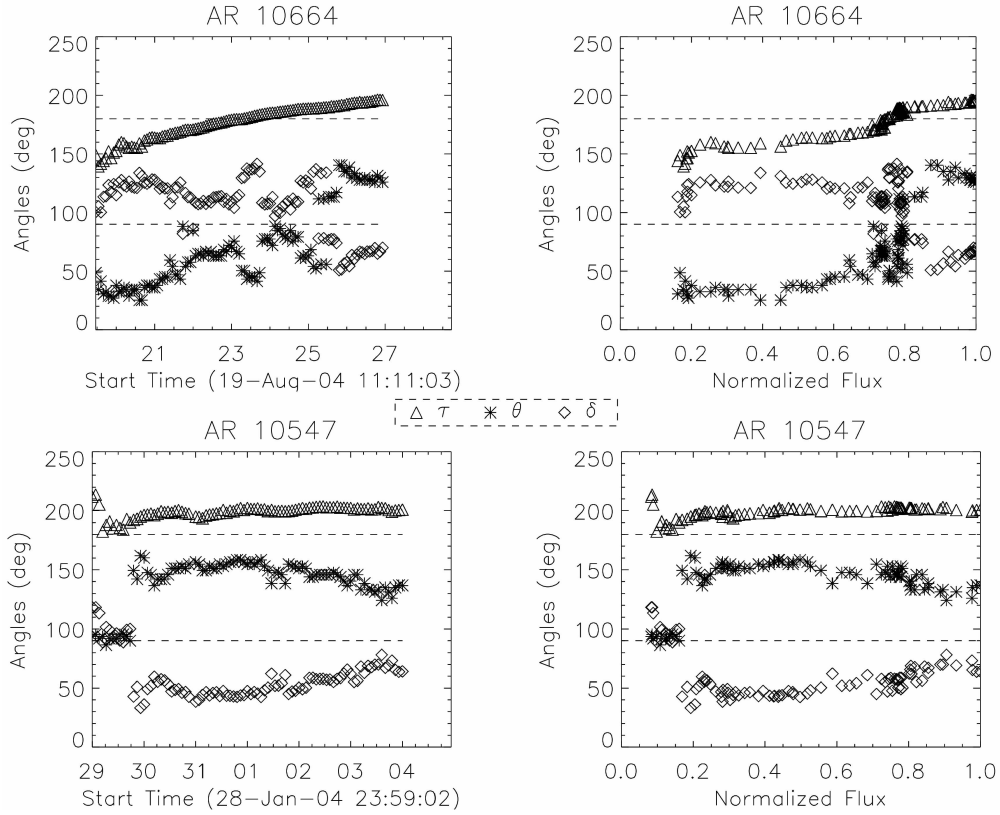 AR 10664
AR 10664
250
200
150
100
50
0
Angles (deg)
21 23 25 27
Start Time (19-Aug-04 11:11:03)
250
200
150
100
50
0
Angles (deg)
0.0 0.2 0.4 0.6 0.8 1.0
Normalized Flux
τ θ δ
AR 10547
AR 10547
250
200
150
100
50
0
Angles (deg)
29 30 31 01 02 03 04
Start Time (28-Jan-04 23:59:02)
250
200
150
100
50
0
Angles (deg)
0.0 0.2 0.4 0.6 0.8 1.0
Normalized Flux